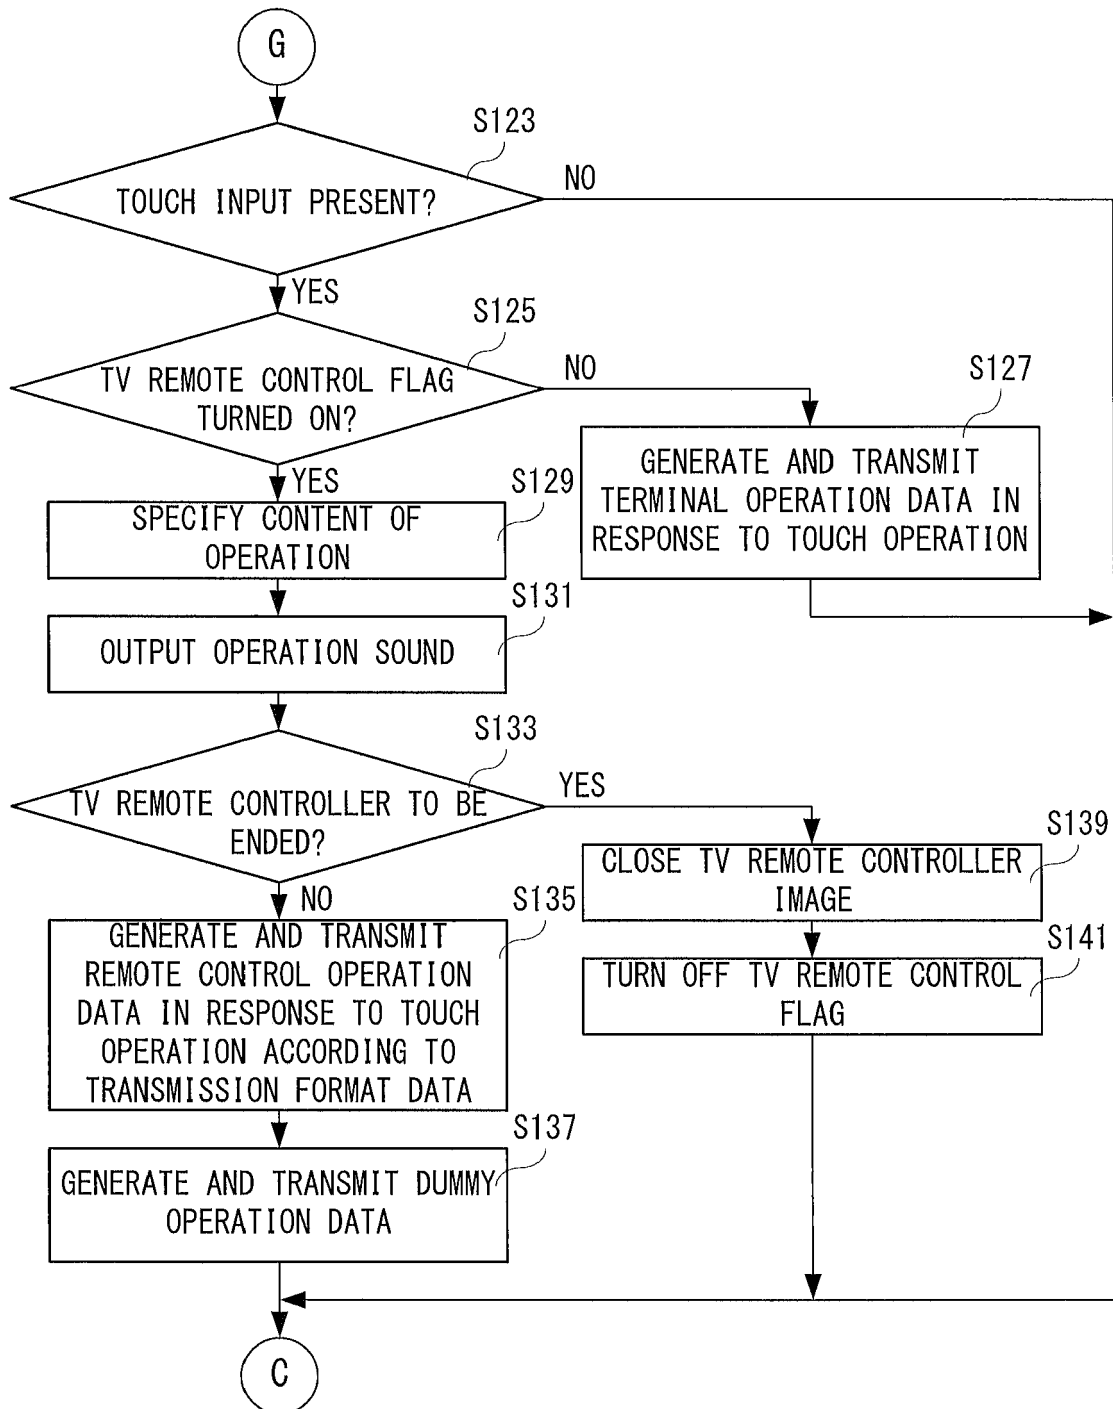 G
S123
TOUCH INPUT PRESENT?
NO
YES
S125
TV REMOTE CONTROL FLAG
TURNED ON?
NO
S127
GENERATE AND TRANSMIT
TERMINAL OPERATION DATA IN
RESPONSE TO TOUCH OPERATION
YES
S129
SPECIFY CONTENT OF
OPERATION
S131
OUTPUT OPERATION SOUND
S133
TV REMOTE CONTROLLER TO BE
ENDED?
YES
S139
CLOSE TV REMOTE CONTROLLER
IMAGE
S141
TURN OFF TV REMOTE CONTROL
FLAG
NO
S135
GENERATE AND TRANSMIT
REMOTE CONTROL OPERATION
DATA IN RESPONSE TO TOUCH
OPERATION ACCORDING TO
TRANSMISSION FORMAT DATA
S137
GENERATE AND TRANSMIT DUMMY
OPERATION DATA
C